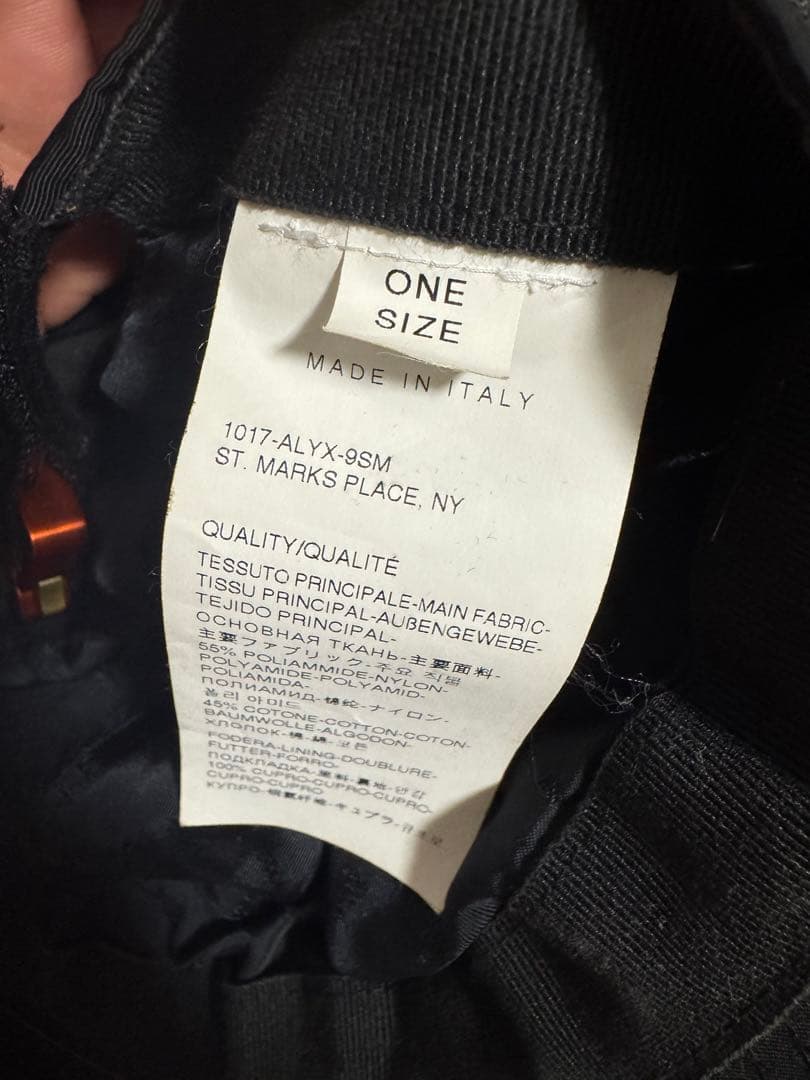 ONE
SIZE
MADE IN ITALY
1017-ALYX-9SM
ST. MARKS PLACE, NY
QUALITY/QUALITÉ
TESSUTO PRINCIPALE-MAIN FABRIC-
TISSU PRINCIPAL-AUßENGEWEBE-
TEJIDO PRINCIPAL-
ОСНОВНАЯ ТКАНЬ-主要面料-
主要ファブリック-주요 직물
55% POLIAMMIDE-NYLON-
POLYAMIDE-POLYAMID-
POLIAMIDA-
ПОЛИАМИД-锦纶-ナイロン-
폴리 아미드
45% COTONE-COTTON-COTON-
BAUMWOLLE-ALGODON-
ХЛОПОК-棉-綿-코튼
FODERA-LINING-DOUBLURE-
FUTTER-FORRO-
ПОДКЛАДКА-里料-裏地-안감
100% CUPRO-CUPRO-CUPRO-
CUPRO-CUPRO-
КУПРО-铜氨纤维-キュプラ-큐프로